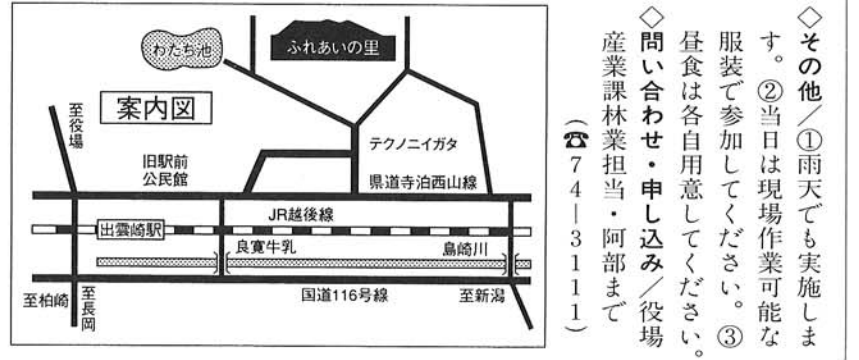 ◇その他/①雨天でも実施しま
す。②当日は現場作業可能な
服装で参加してください。③
昼食は各自用意してください。
◇問い合わせ・申し込み/役場
産業課林業担当・阿部まで
(☎74―3111)
わたち池
ふれあいの里
案内図
至役場
旧駅前
公民館
テクノニイガタ
県道寺泊西山線
JR越後線
出雲崎駅
良寛牛乳
島崎川
至柏崎
至長岡
国道116号線
至新潟